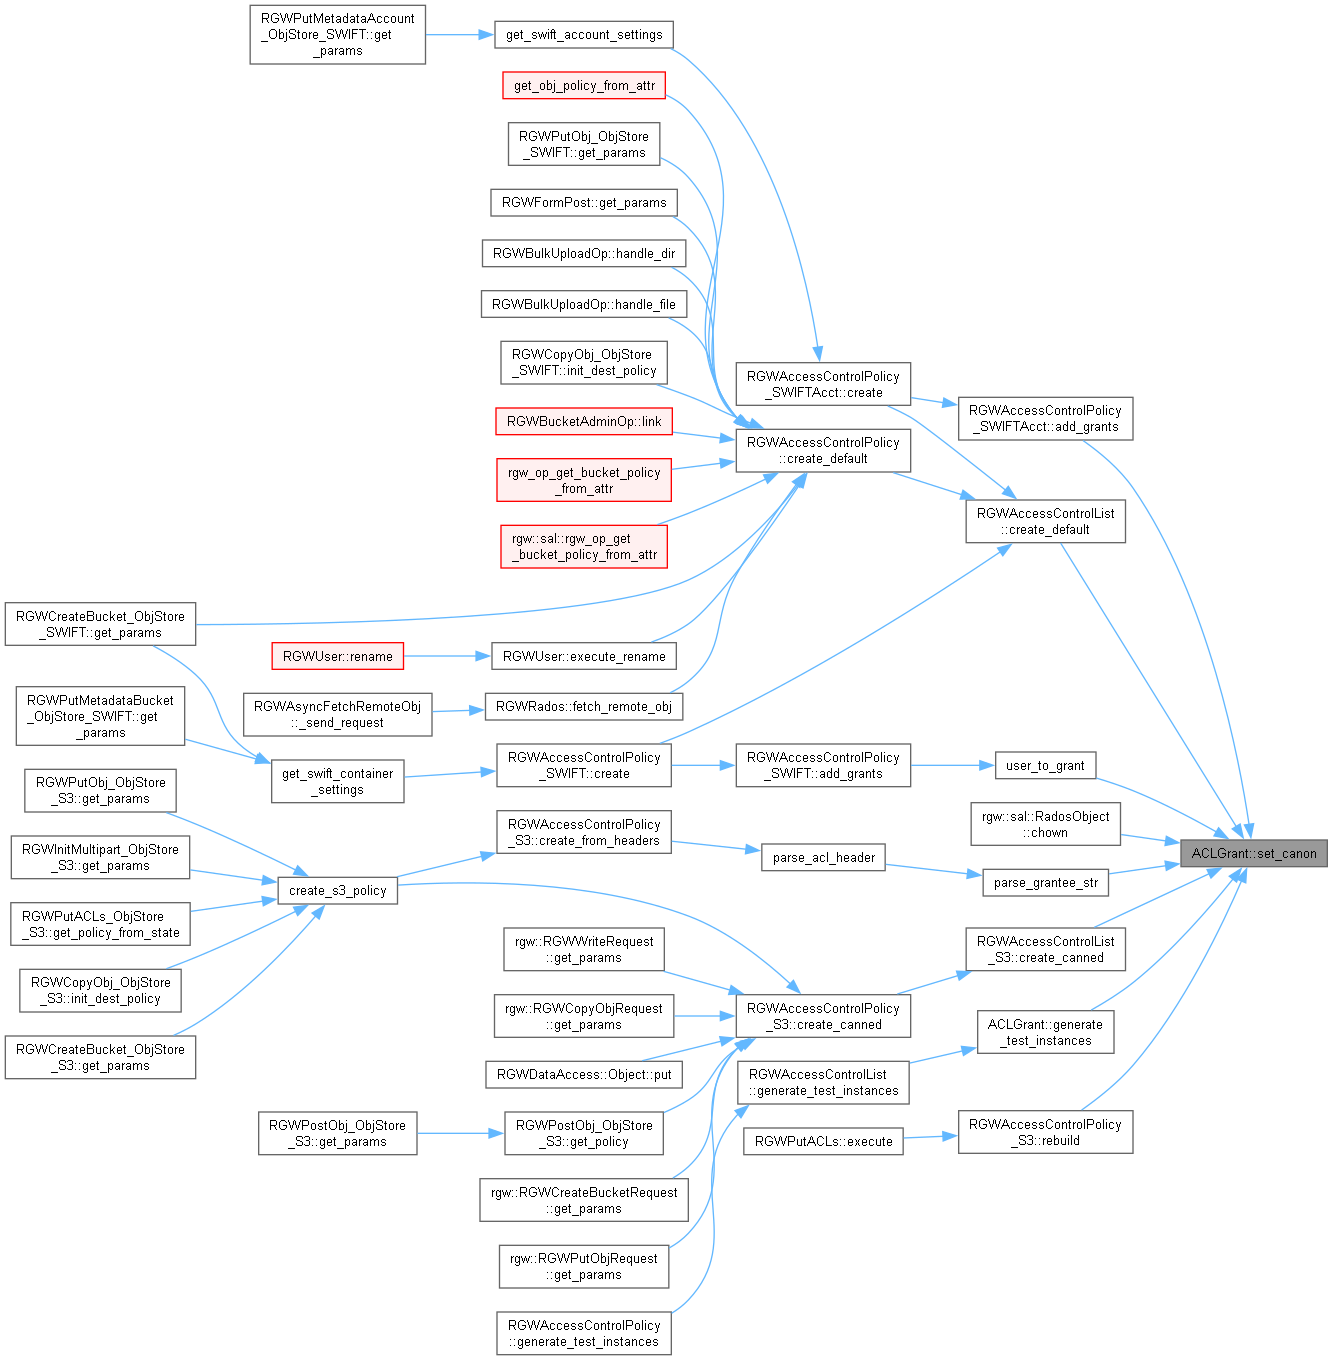 RGWPutMetadataAccount
_ObjStore_SWIFT::get
_params
get_swift_account_settings
get_obj_policy_from_attr
RGWPutObj_ObjStore
_SWIFT::get_params
RGWFormPost::get_params
RGWBulkUploadOp::handle_dir
RGWBulkUploadOp::handle_file
RGWCopyObj_ObjStore
_SWIFT::init_dest_policy
RGWBucketAdminOp::link
rgw_op_get_bucket_policy
_from_attr
rgw::sal::rgw_op_get
_bucket_policy_from_attr
RGWAccessControlPolicy
_SWIFTAcct::create
RGWAccessControlPolicy
::create_default
RGWAccessControlPolicy
_SWIFTAcct::add_grants
RGWAccessControlList
::create_default
RGWCreateBucket_ObjStore
_SWIFT::get_params
RGWUser::rename
RGWUser::execute_rename
RGWPutMetadataBucket
_ObjStore_SWIFT::get
_params
RGWAsyncFetchRemoteObj
::_send_request
RGWRados::fetch_remote_obj
get_swift_container
_settings
RGWAccessControlPolicy
_SWIFT::create
RGWAccessControlPolicy
_SWIFT::add_grants
user_to_grant
rgw::sal::RadosObject
::chown
ACLGrant::set_canon
RGWPutObj_ObjStore
_S3::get_params
RGWInitMultipart_ObjStore
_S3::get_params
RGWPutACLs_ObjStore
_S3::get_policy_from_state
RGWCopyObj_ObjStore
_S3::init_dest_policy
RGWCreateBucket_ObjStore
_S3::get_params
create_s3_policy
RGWAccessControlPolicy
_S3::create_from_headers
parse_acl_header
parse_grantee_str
rgw::RGWWriteRequest
::get_params
rgw::RGWCopyObjRequest
::get_params
RGWDataAccess::Object::put
RGWAccessControlPolicy
_S3::create_canned
RGWAccessControlList
_S3::create_canned
ACLGrant::generate
_test_instances
RGWAccessControlList
::generate_test_instances
RGWPostObj_ObjStore
_S3::get_params
RGWPostObj_ObjStore
_S3::get_policy
RGWPutACLs::execute
RGWAccessControlPolicy
_S3::rebuild
rgw::RGWCreateBucketRequest
::get_params
rgw::RGWPutObjRequest
::get_params
RGWAccessControlPolicy
::generate_test_instances